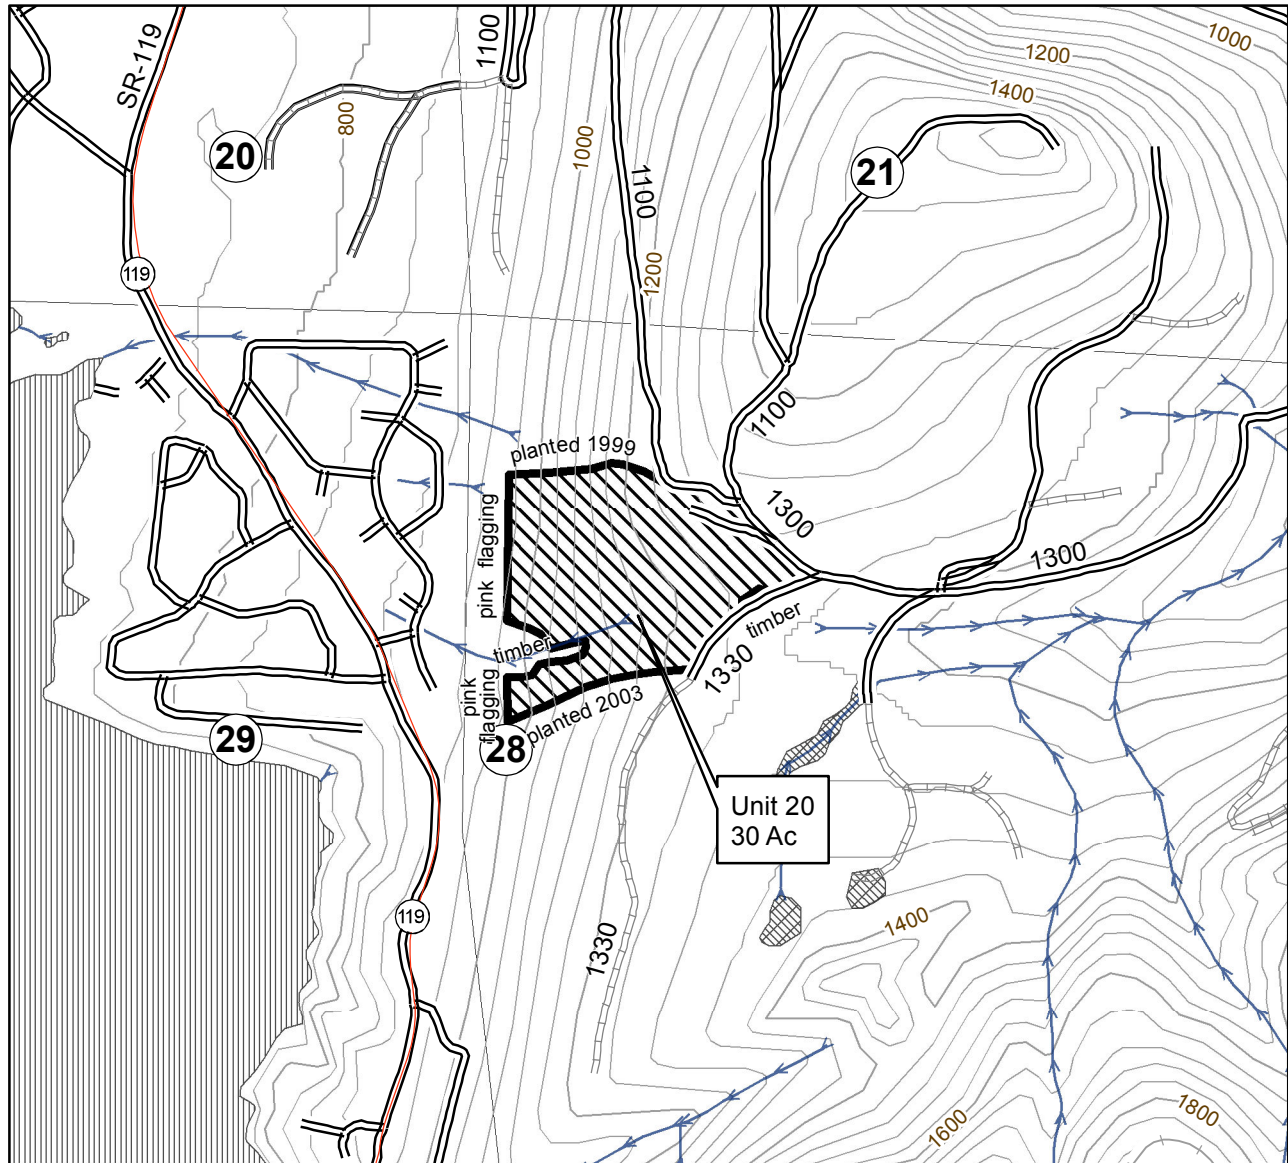 SR-119
1100
1000
1200
1400
800
20
1000
21
1100
1200
119
1100
planted 1999
pink flagging
1300
1300
timber
timber
1330
pink
flagging
planted 2003
29
28
Unit 20
30 Ac
119
1400
1330
1600
1800